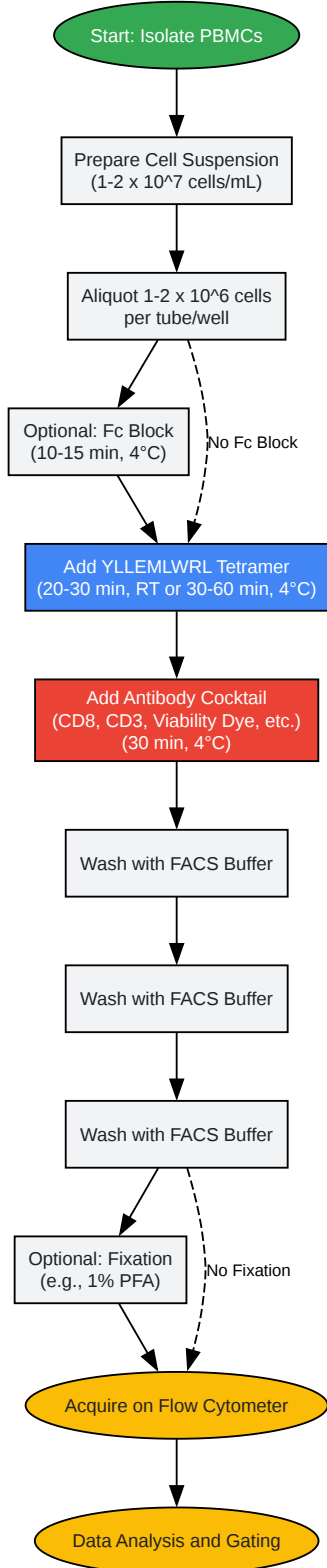 Start: Isolate PBMCs
Prepare Cell Suspension
(1-2 x 10^7 cells/mL)
Aliquot 1-2 x 10^6 cells
per tube/well
Optional: Fc Block
(10-15 min, 4°C)
No Fc Block
Add YLLEMLWRL Tetramer
(20-30 min, RT or 30-60 min, 4°C)
Add Antibody Cocktail
(CD8, CD3, Viability Dye, etc.)
(30 min, 4°C)
Wash with FACS Buffer
Wash with FACS Buffer
Wash with FACS Buffer
Optional: Fixation
(e.g., 1% PFA)
No Fixation
Acquire on Flow Cytometer
Data Analysis and Gating